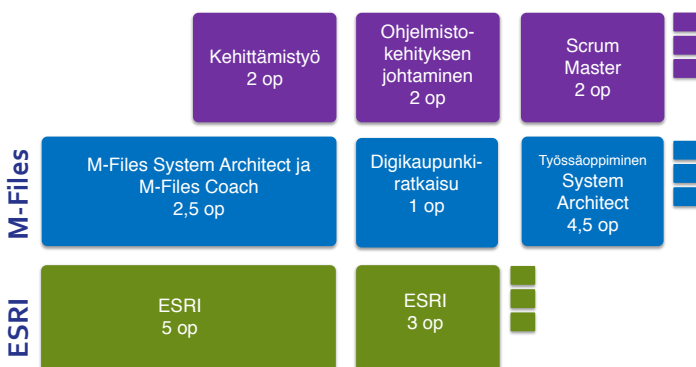 Kehittämistyö
2 op
Ohjelmisto-
kehityksen
johtaminen
2 op
Scrum
Master
2 op
M-Files
M-Files System Architect ja
M-Files Coach
2,5 op
Digikaupunki-
ratkaisu
1 op
Työssäoppiminen
System
Architect
4,5 op
ESRI
ESRI
5 op
ESRI
3 op